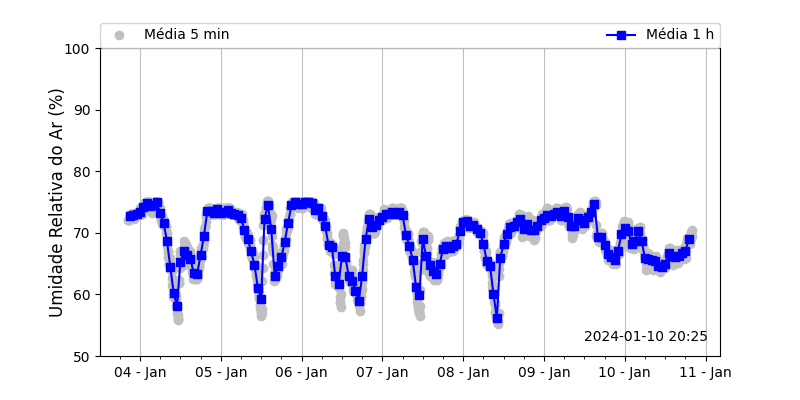 Média 5 min
Média 1 h
Umidade Relativa do Ar (%)
100
90
80
70
60
50
2024-01-10 20:25
04 - Jan
05 - Jan
06 - Jan
07 - Jan
08 - Jan
09 - Jan
10 - Jan
11 - Jan